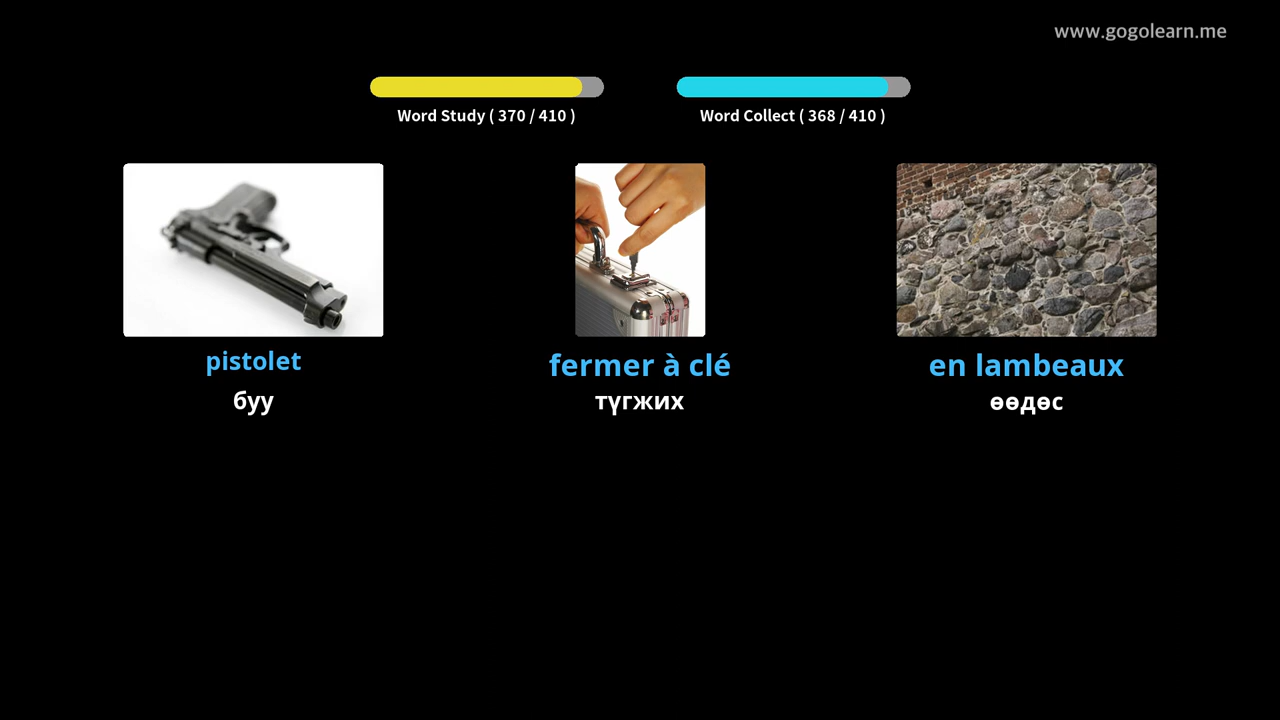 www.gogolearn.me
Word Study ( 370 / 410 )
Word Collect ( 368 / 410 )
pistolet
буу
fermer à clé
түгжих
en lambeaux
өөдөс